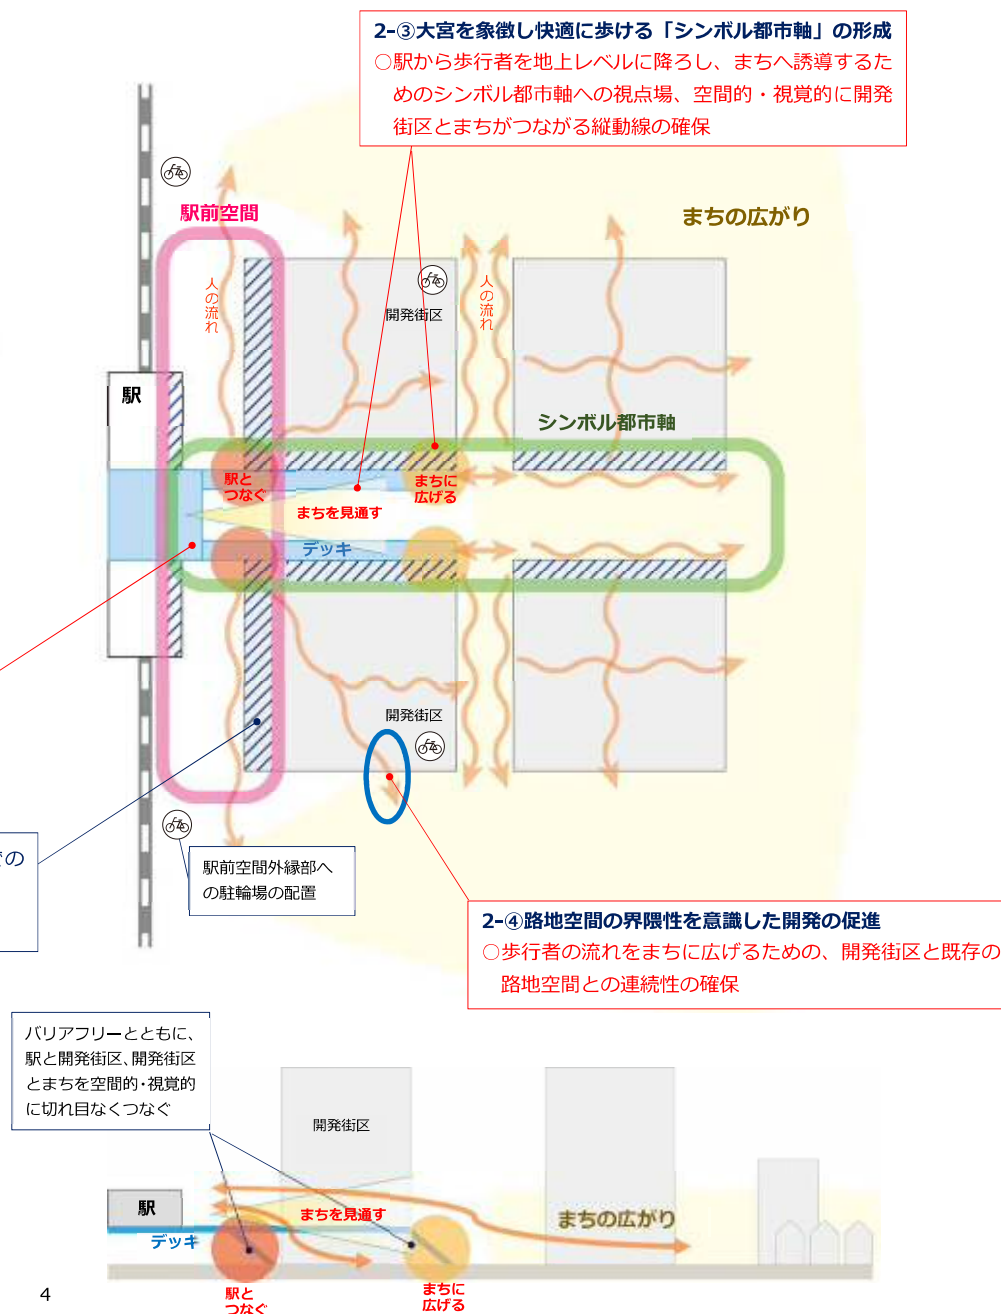 2-③大宮を象徴し快適に歩ける「シンボル都市軸」の形成
○駅から歩行者を地上レベルに降ろし、まちへ誘導するた
めのシンボル都市軸への視点場、空間的・視覚的に開発
街区とまちがつながる縦動線の確保
駅前空間
まちの広がり
人の流れ
人の流れ
開発街区
駅
シンボル都市軸
駅と
つなぐ
まちに
広げる
まちを見通す
デッキ
開発街区
での
駅前空間外縁部へ
の駐輪場の配置
2-④路地空間の界隈性を意識した開発の促進
○歩行者の流れをまちに広げるための、開発街区と既存の
路地空間との連続性の確保
バリアフリーとともに、
駅と開発街区、開発街区
とまちを空間的・視覚的
に切れ目なくつなぐ
開発街区
駅
まちを見通す
まちの広がり
デッキ
駅と
つなぐ
まちに
広げる
4